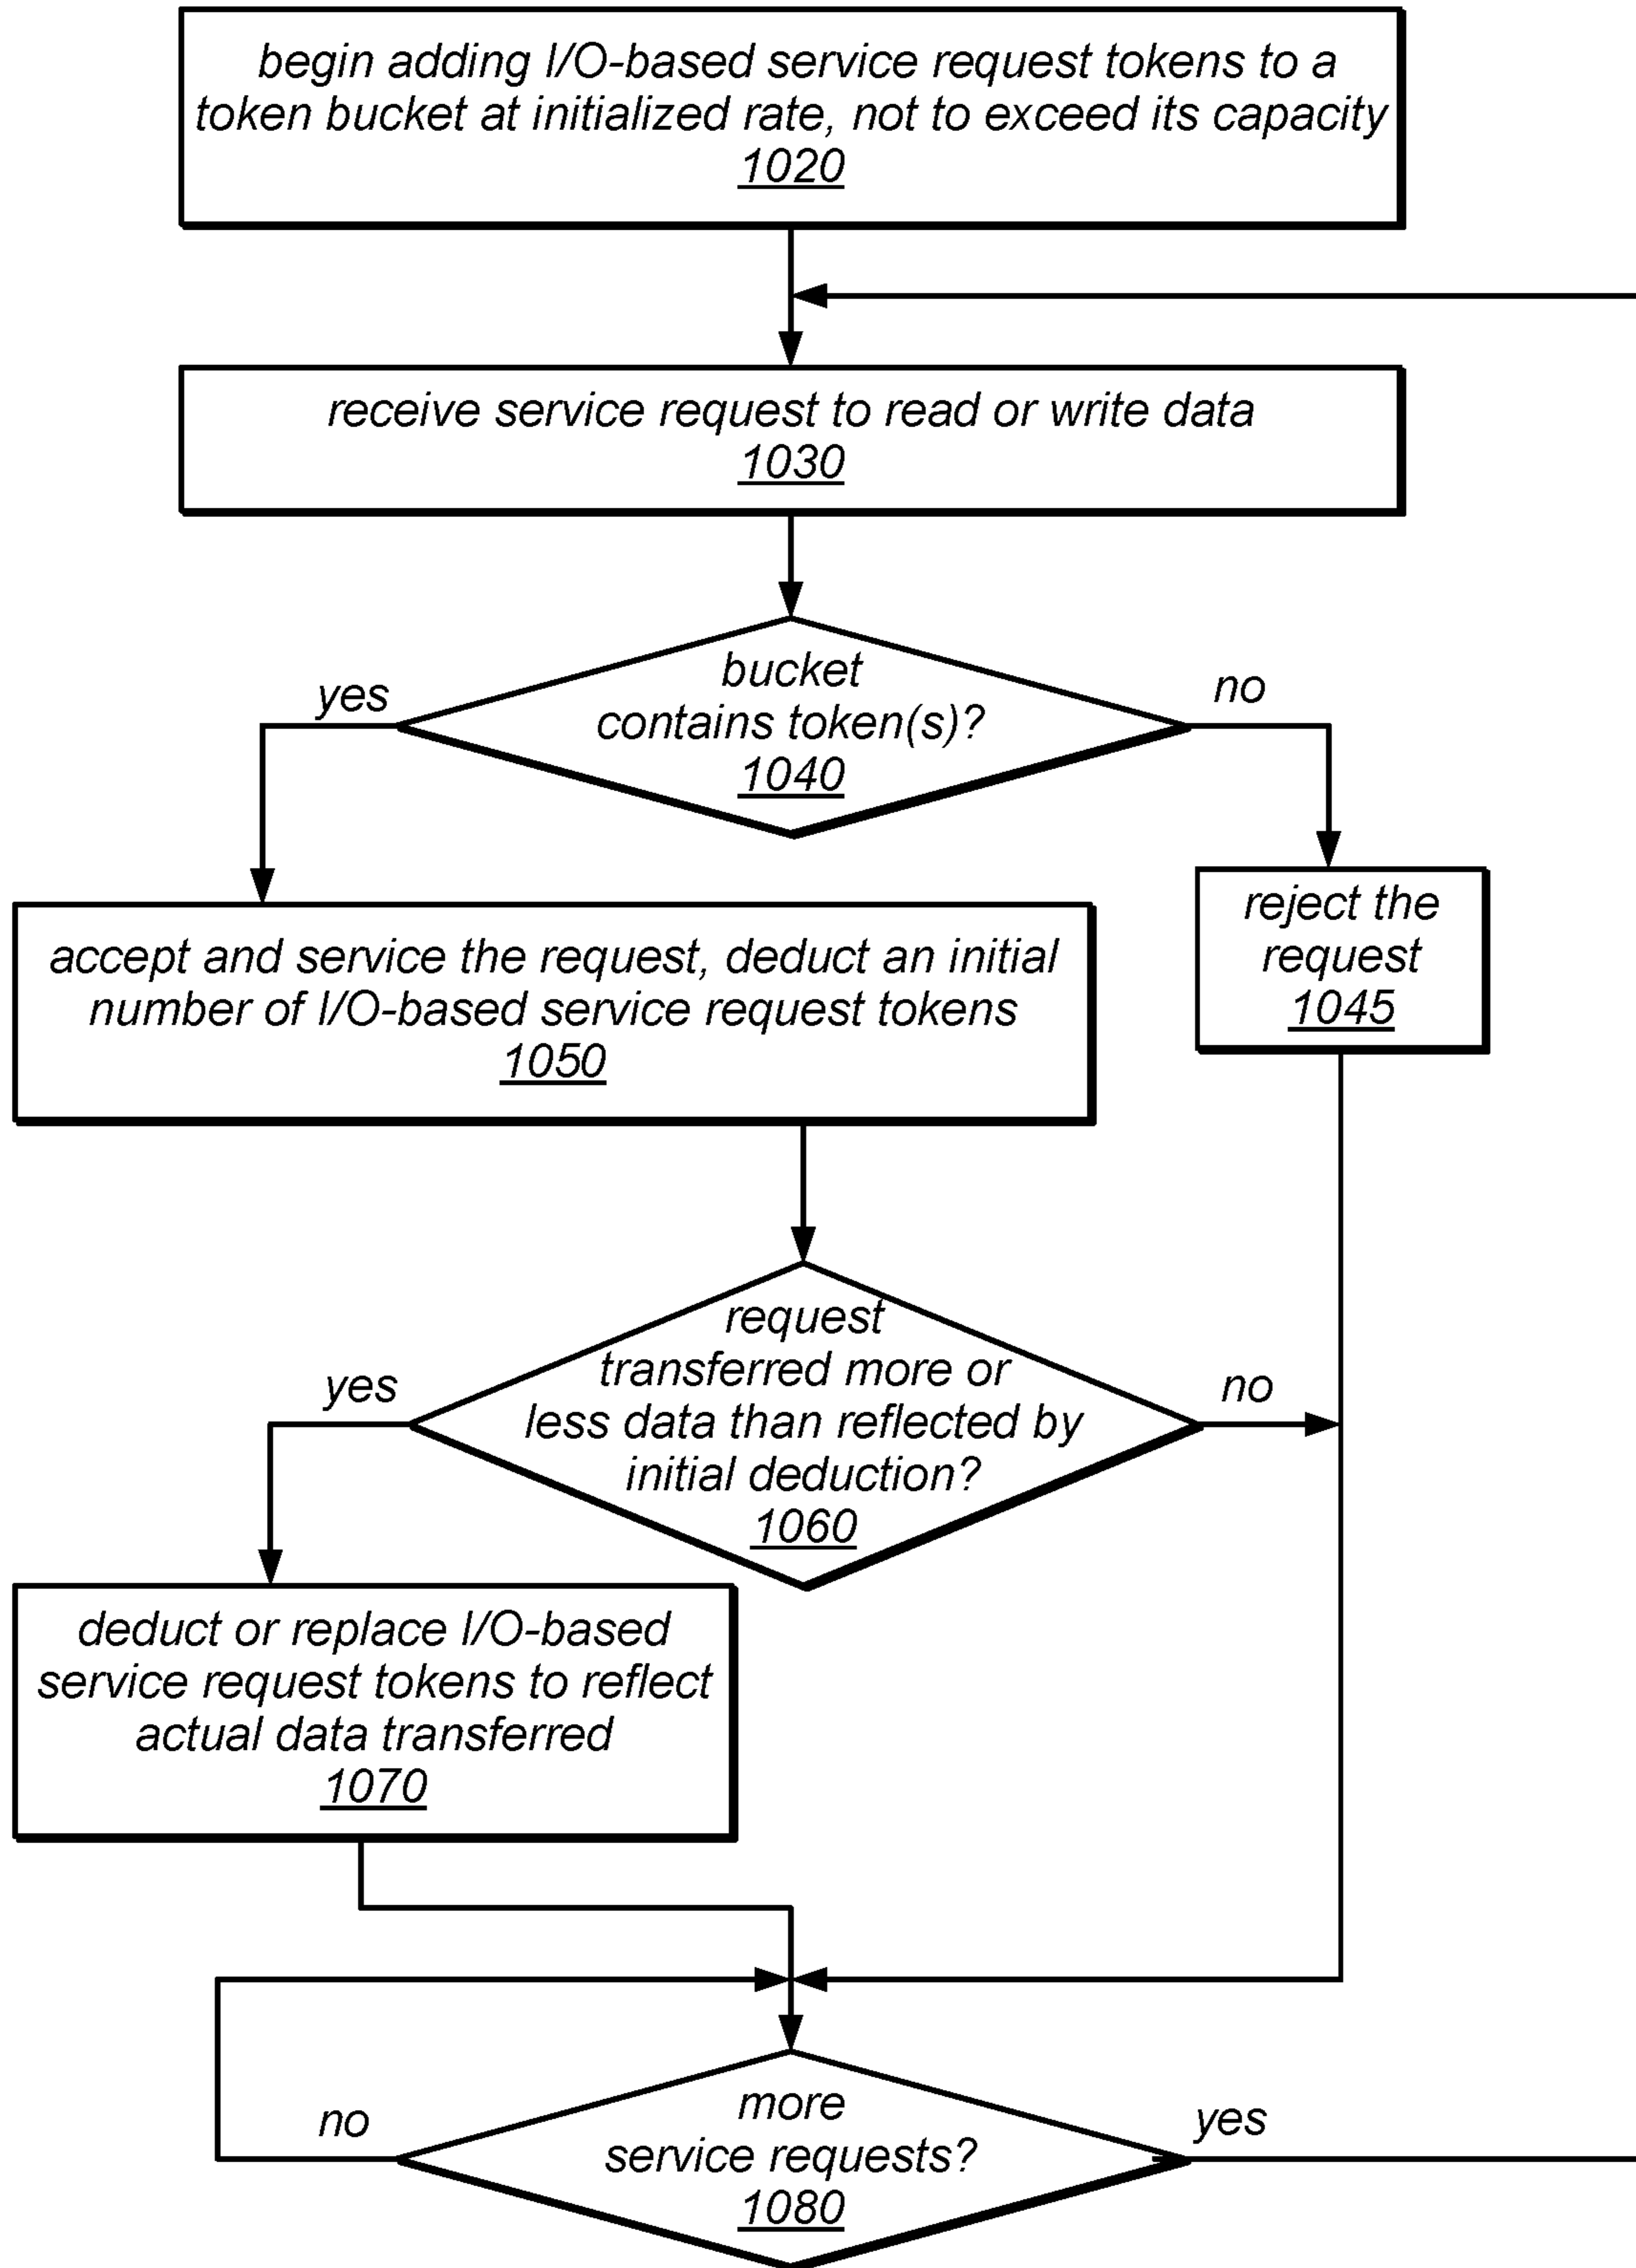 begin adding I/O-based service request tokens to a
token bucket at initialized rate, not to exceed its capacity
1020
receive service request to read or write data
1030
bucket
contains token(s)?
1040
yes
no
accept and service the request, deduct an initial
number of I/O-based service request tokens
1050
reject the
request
1045
request
transferred more or
less data than reflected by
initial deduction?
1060
yes
no
deduct or replace I/O-based
service request tokens to reflect
actual data transferred
1070
more
service requests?
1080
no
yes